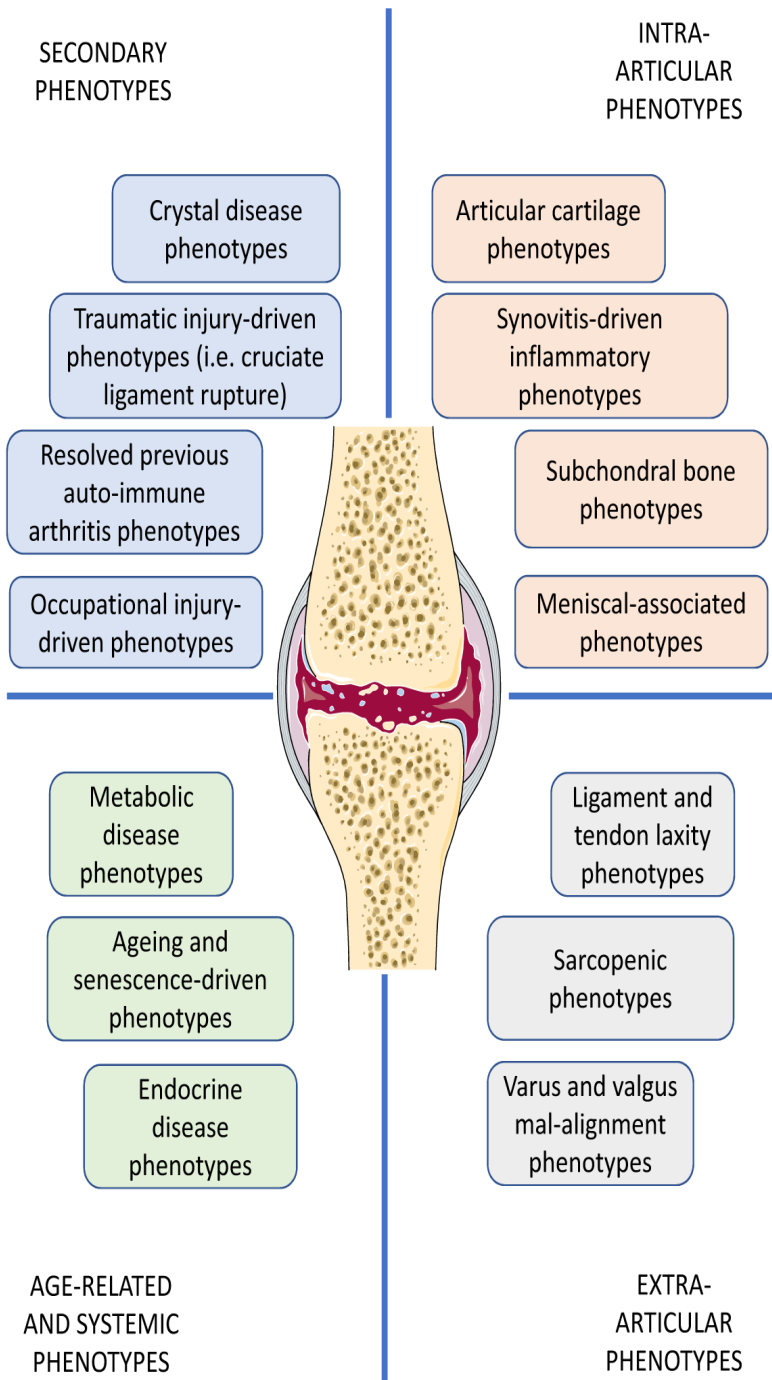 SECONDARY
PHENOTYPES
Crystal disease
phenotypes
Traumatic injury-driven
phenotypes (i.e. cruciate
ligament rupture)
Resolved previous
auto-immune
arthritis phenotypes
Occupational injury-
driven phenotypes
INTRA-
ARTICULAR
PHENOTYPES
Articular cartilage
phenotypes
Synovitis-driven
inflammatory
phenotypes
Subchondral bone
phenotypes
Meniscal-associated
phenotypes
Metabolic
disease
phenotypes
Ageing and
senescence-driven
phenotypes
Endocrine
disease
phenotypes
AGE-RELATED
AND SYSTEMIC
PHENOTYPES
Ligament and
tendon laxity
phenotypes
Sarcopenic
phenotypes
Varus and valgus
mal-alignment
phenotypes
EXTRA-
ARTICULAR
PHENOTYPES